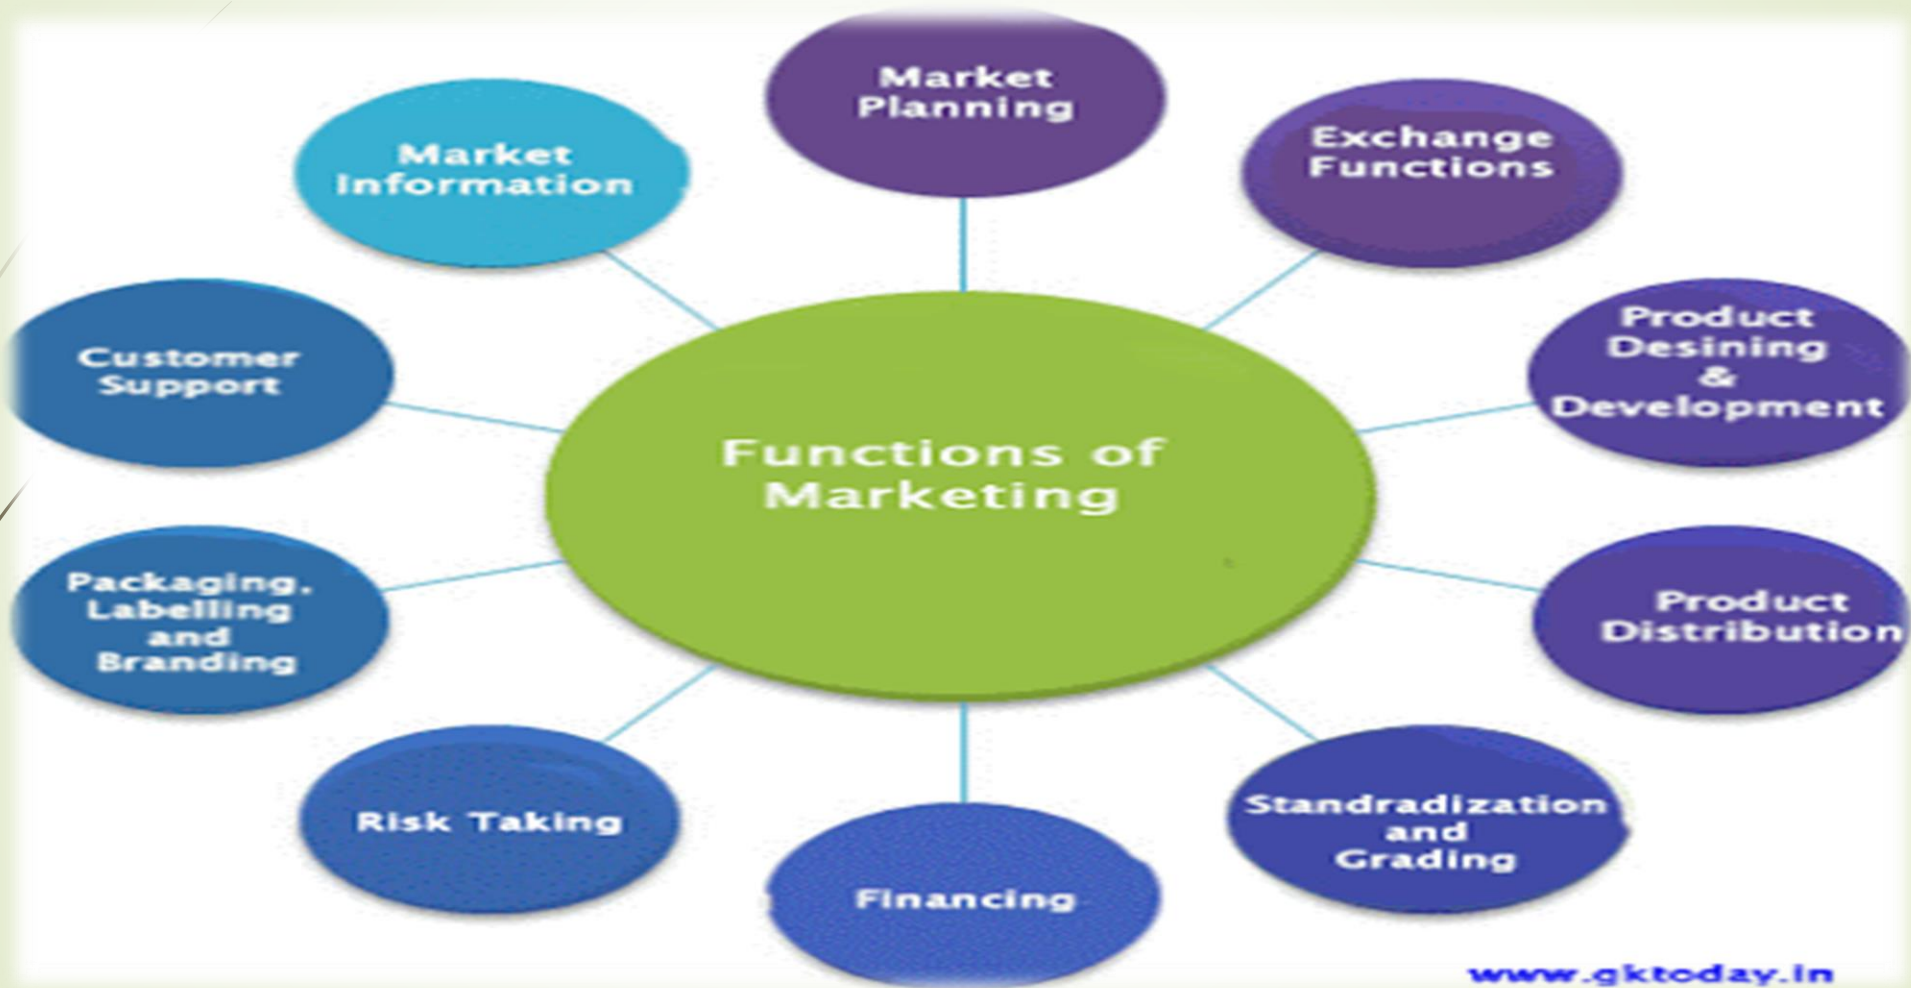 Market
Planning
Exchange
Functions
Product
Desining
&
Development
Product
Distribution
Standradization
and
Grading
Financing
Risk Taking
Packaging,
Labelling
and
Branding
Customer
Support
Market
Information
Functions of
Marketing
www.gktoday.in